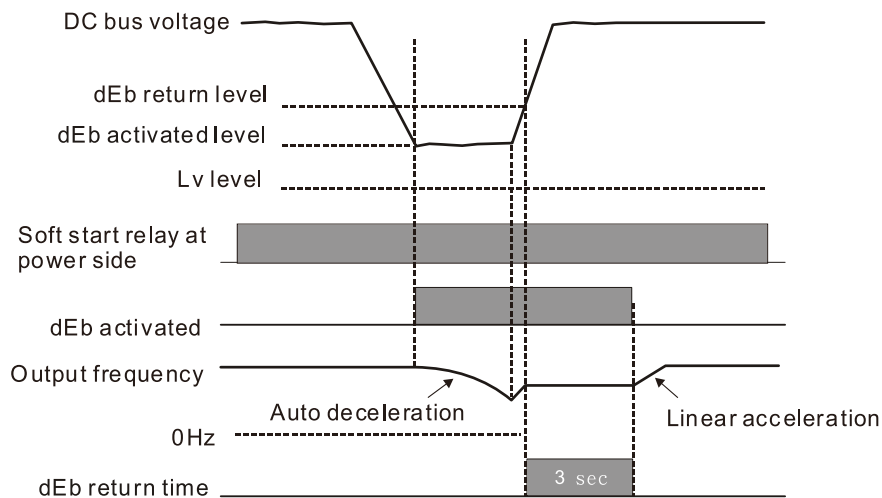 DC bus voltage
dEb return level
dEb activated level
Lv level
Soft start relay at
power side
dEb activated
Output frequency
Auto deceleration
Linear acceleration
0Hz
3 sec
dEb return time